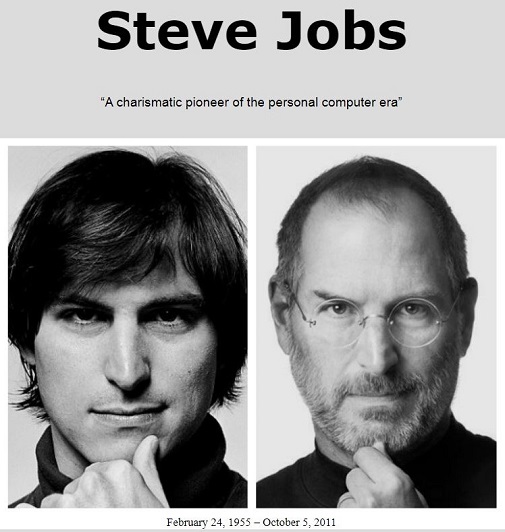 Steve Jobs
“A charismatic pioneer of the personal computer era”
February 24, 1955 – October 5, 2011